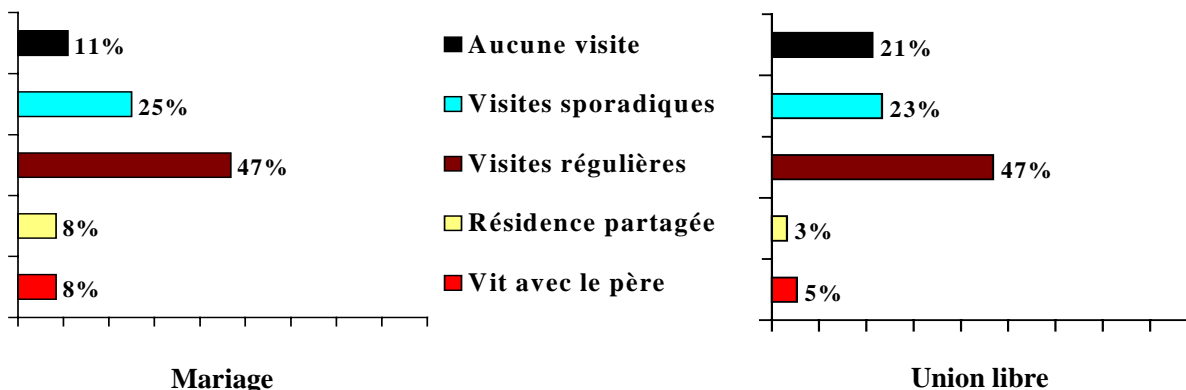 11%
25%
47%
8%
8%
Mariage
Aucune visite
Visites sporadiques
Visites régulières
Résidence partagée
Vit avec le père
21%
23%
47%
3%
5%
Union libre